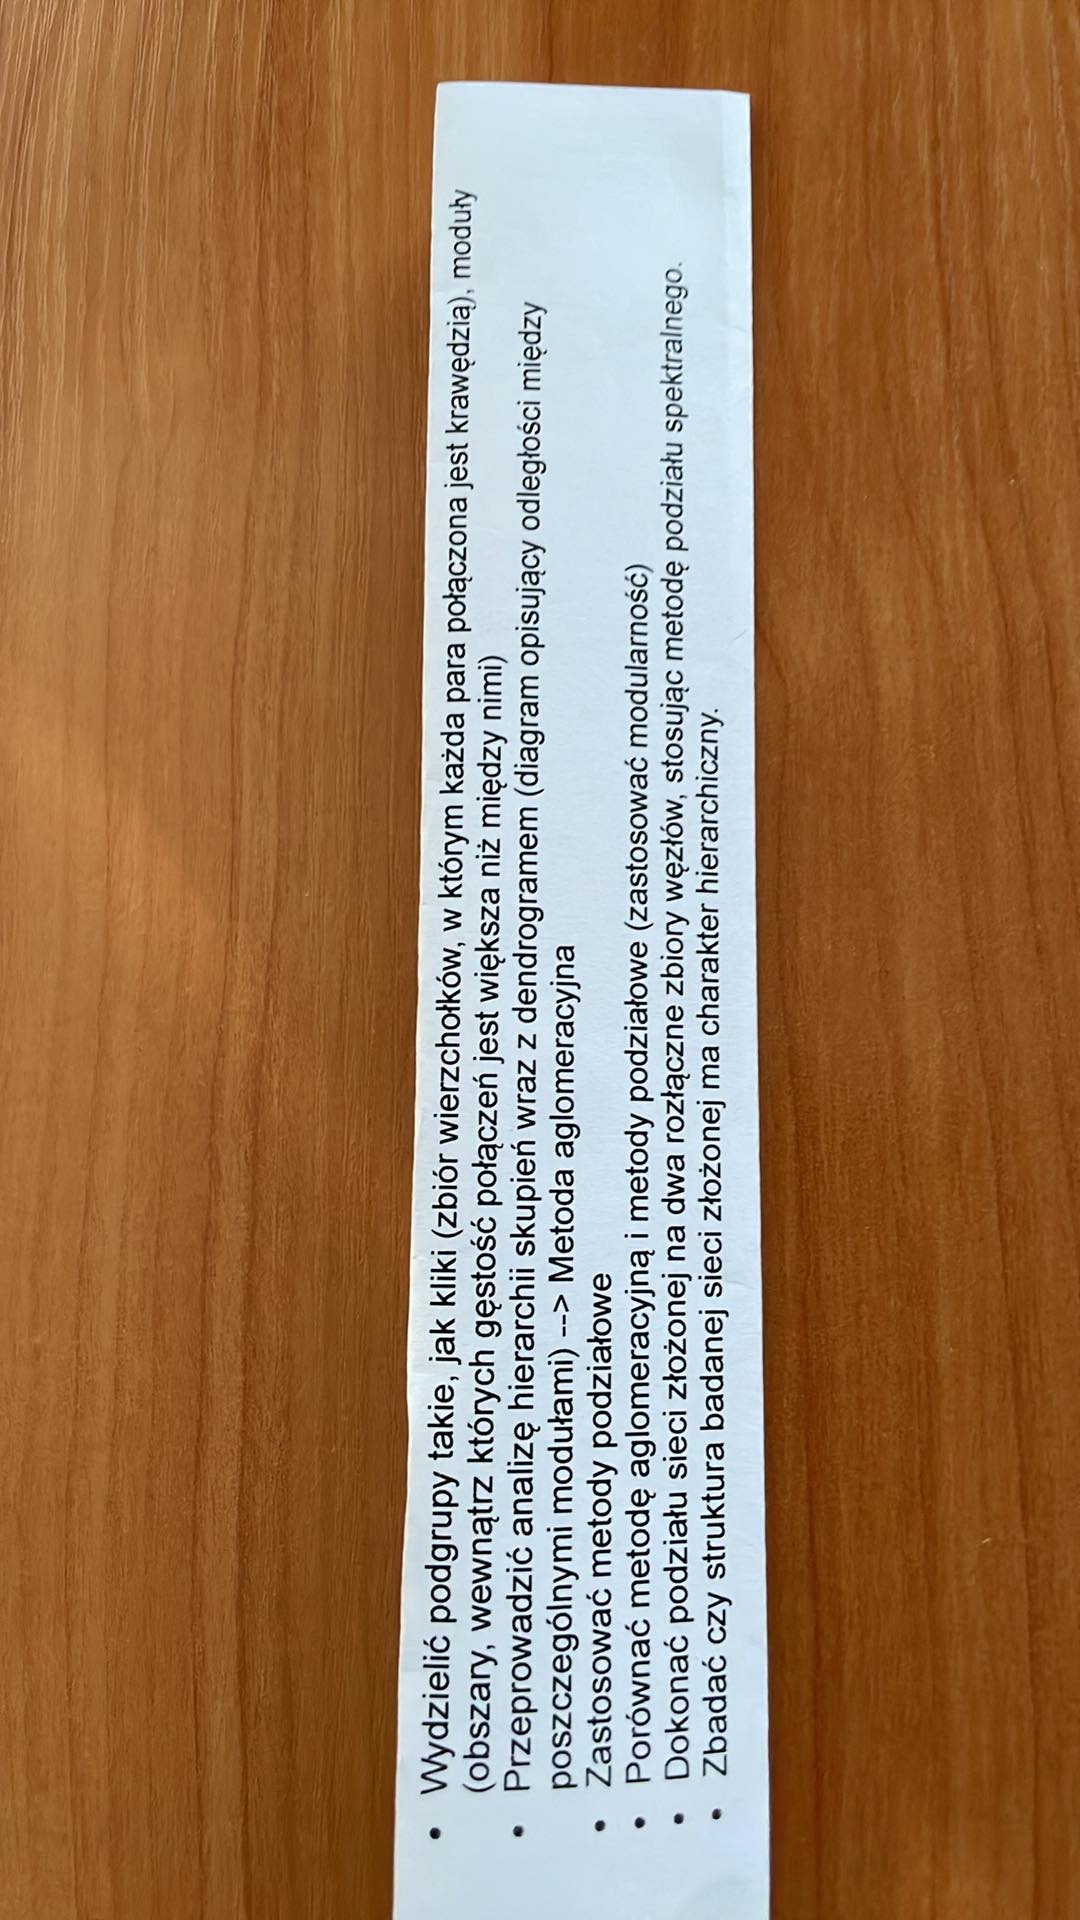 • Wydzielić podgrupy takie, jak kliki (zbiór wierzchołków, w którym każda para połączona jest krawędzią), moduły
(obszary, wewnątrz których gęstość połączeń jest większa niż między nimi)
• Przeprowadzić analizę hierarchii skupień wraz z dendrogramem (diagram opisujący odległości między
poszczególnymi modułami) --> Metoda aglomeracyjna
• Zastosować metody podziałowe
• Porównać metodę aglomeracyjną i metody podziałowe (zastosować modularność)
• Dokonać podziału sieci złożonej na dwa rozłączne zbiory węzłów, stosując metodę podziału spektralnego.
• Zbadać czy struktura badanej sieci złożonej ma charakter hierarchiczny.